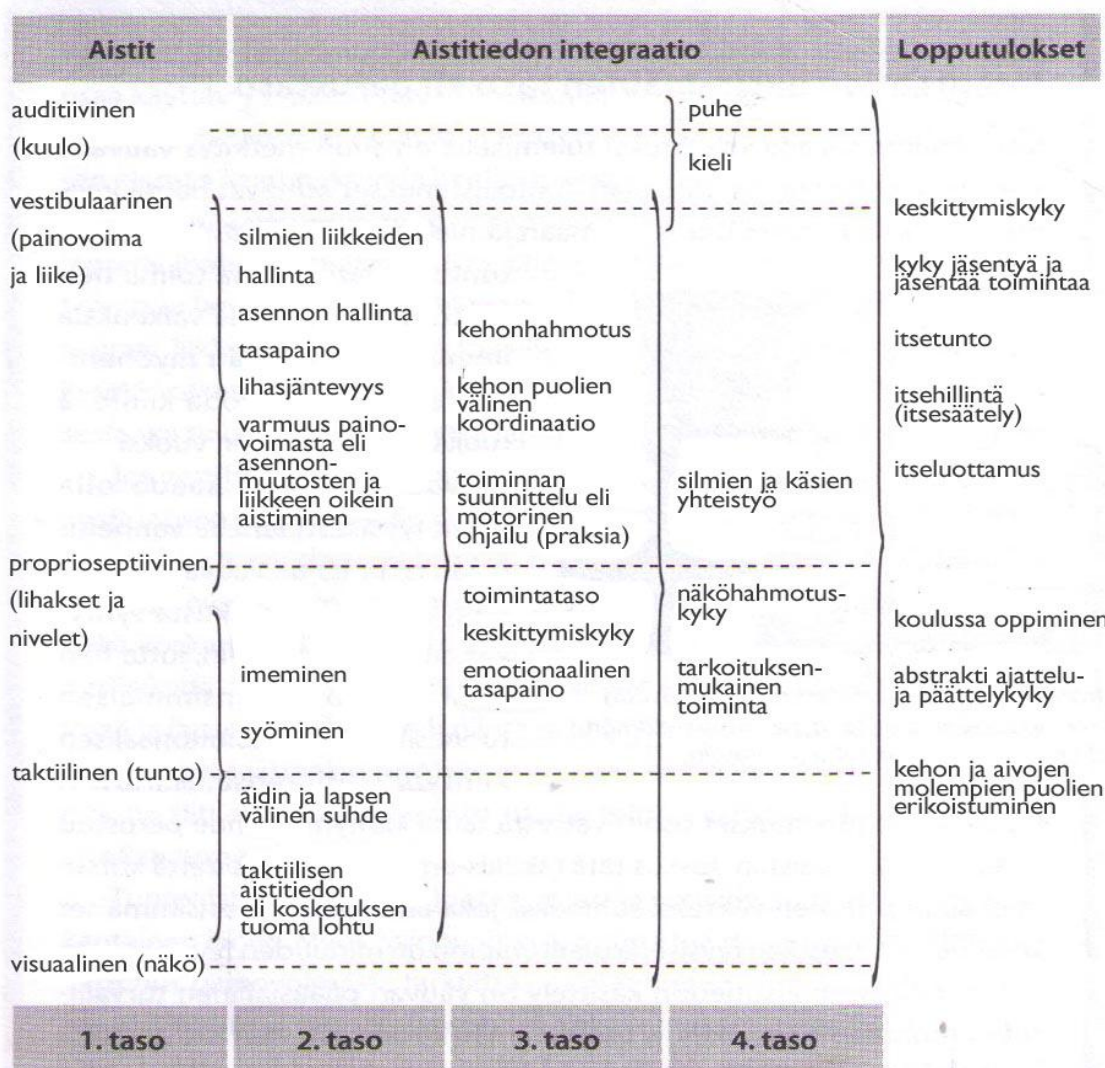 Aistit
Aistitiedon integraatio
Lopputulokset
auditiivinen
(kuulo)
vestibulaarinen
(painovoima
ja liike)
proprioseptiivinen
(lihakset ja
nivelet)
taktiilinen (tunto)
visuaalinen (näkö)
silmien liikkeiden
hallinta
asennon hallinta
tasapaino
lihasjäntevyys
varmuus paino-
voimasta eli
asennon-
muutosten ja
liikkeen oikein
aistiminen
imeminen
syöminen
äidin ja lapsen
välinen suhde
taktiilisen
aistitiedon
eli kosketuksen
tuoma lohtu
kehonhahmotus
kehon puolien
välinen
koordinaatio
toiminnan
suunnittelu eli
motorinen
ohjailu (praksia)
toimintataso
keskittymiskyky
emotionaalinen
tasapaino
puhe
kieli
silmien ja käsien
yhteistyö
näköhahmotus-
kyky
tarkoituksen-
mukainen
toiminta
keskittymiskyky
kyky jäsentyä ja
jäsentää toimintaa
itsetunto
itsehillintä
(itsesäätely)
itseluottamus
koulussa oppiminen
abstrakti ajattelu-
ja päättelykyky
kehon ja aivojen
molempien puolien
erikoistuminen
1. taso
2. taso
3. taso
4. taso